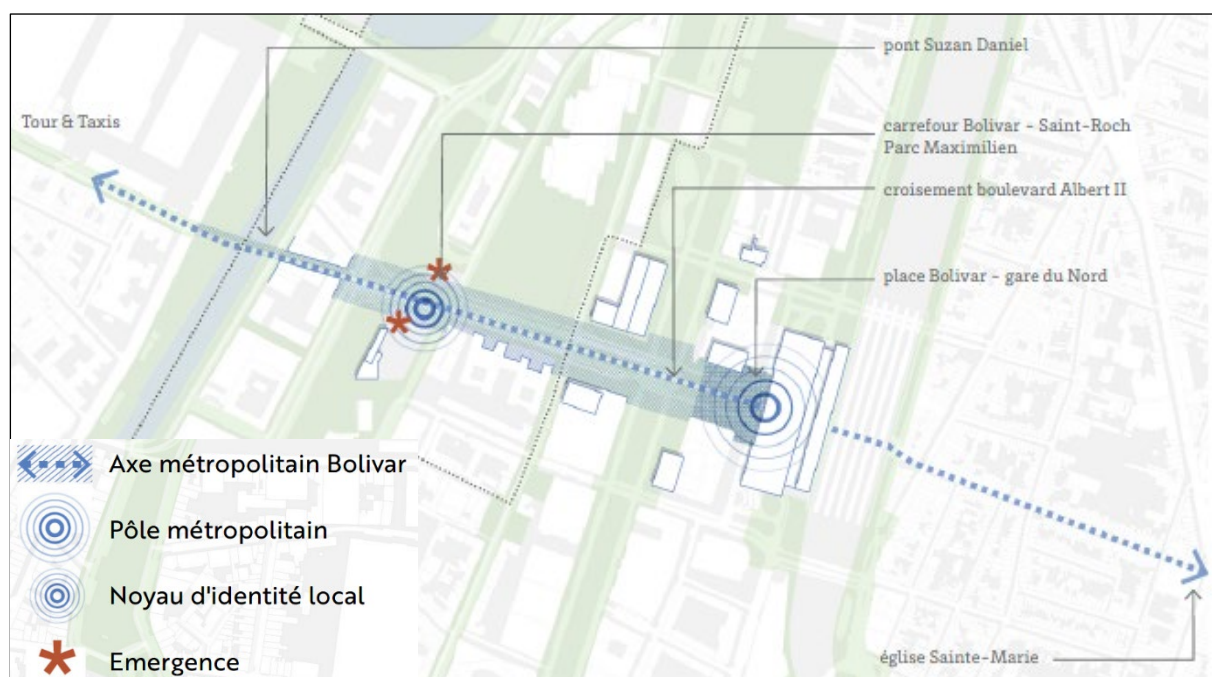 pont Suzan Daniel
Tour & Taxis
carrefour Bolivar - Saint-Roch
Parc Maximilien
croisement boulevard Albert II
place Bolivar - gare du Nord
Axe métropolitain Bolivar
Pôle métropolitain
Noyau d'identité local
Emergence
église Sainte-Marie